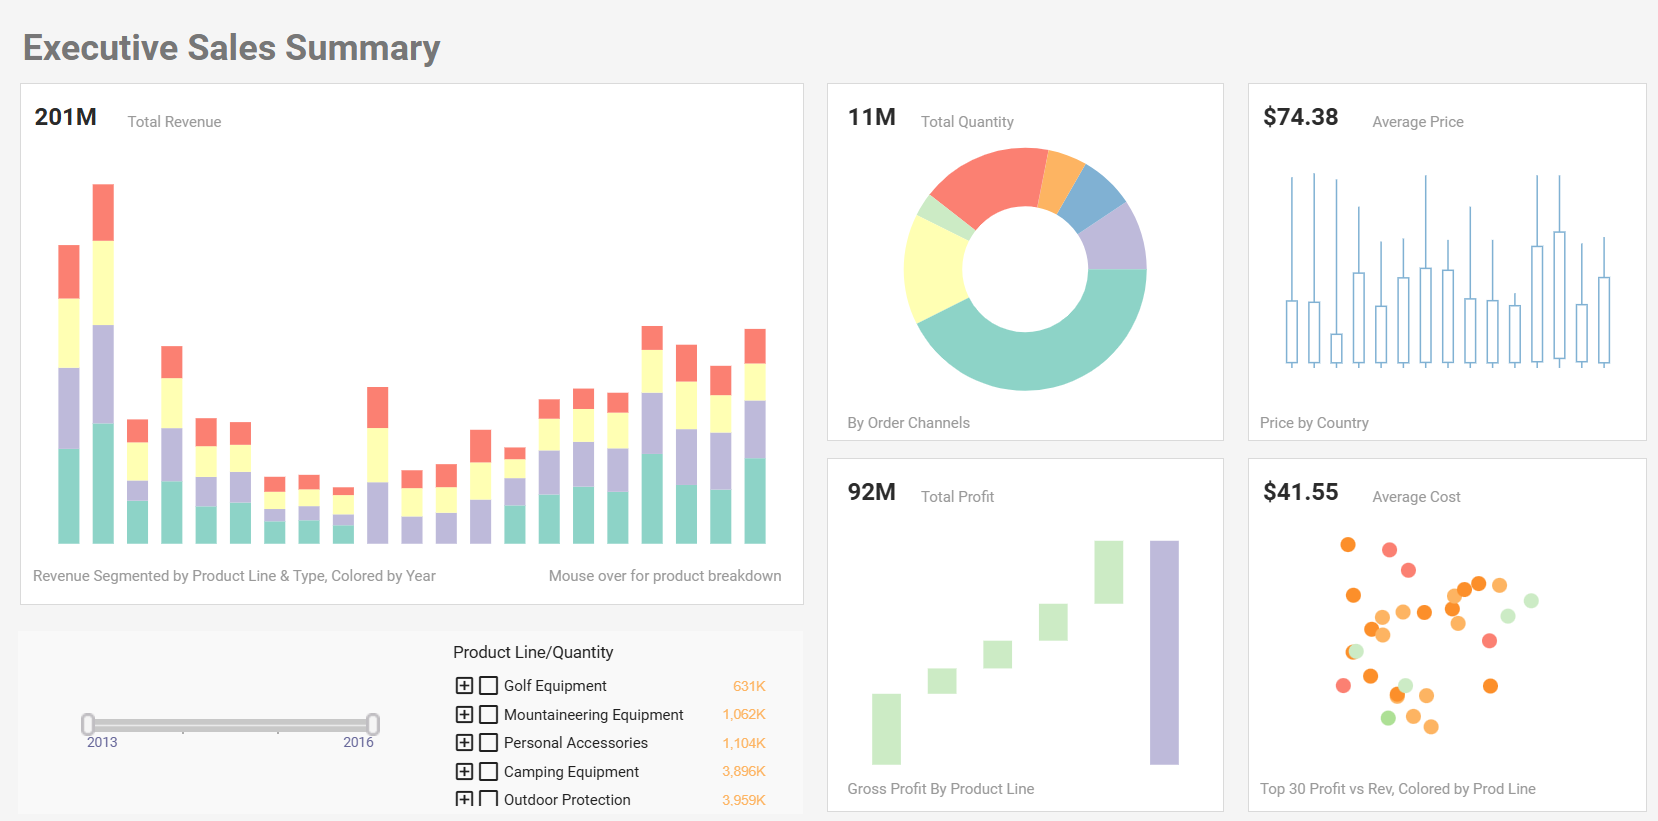 Executive Sales Summary
201M Total Revenue
Revenue Segmented by Product Line & Type, Colored by Year
Mouse over for product breakdown
11M Total Quantity
By Order Channels
$74.38 Average Price
Price by Country
2013
2016
Product Line/Quantity
Golf Equipment 631K
Mountaineering Equipment 1,062K
Personal Accessories 1,104K
Camping Equipment 3,896K
Outdoor Protection 3,959K
92M Total Profit
Gross Profit By Product Line
$41.55 Average Cost
Top 30 Profit vs Rev, Colored by Prod Line